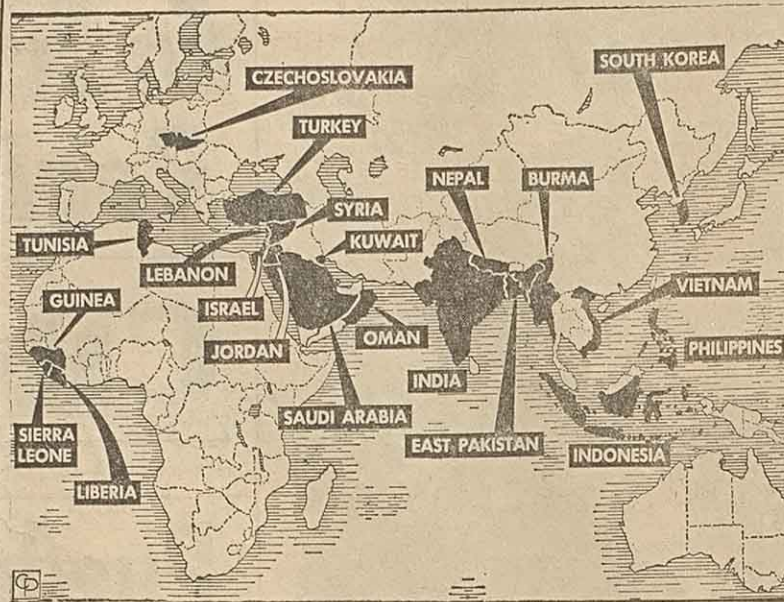 CZECHOSLOVAKIA
SOUTH KOREA
TURKEY
NEPAL
BURMA
SYRIA
TUNISIA
KUWAIT
LEBANON
GUINEA
ISRAEL
VIETNAM
OMAN
JORDAN
PHILIPPINES
INDIA
SAUDI ARABIA
SIERRA
LEONE
EAST PAKISTAN
INDONESIA
LIBERIA
CP